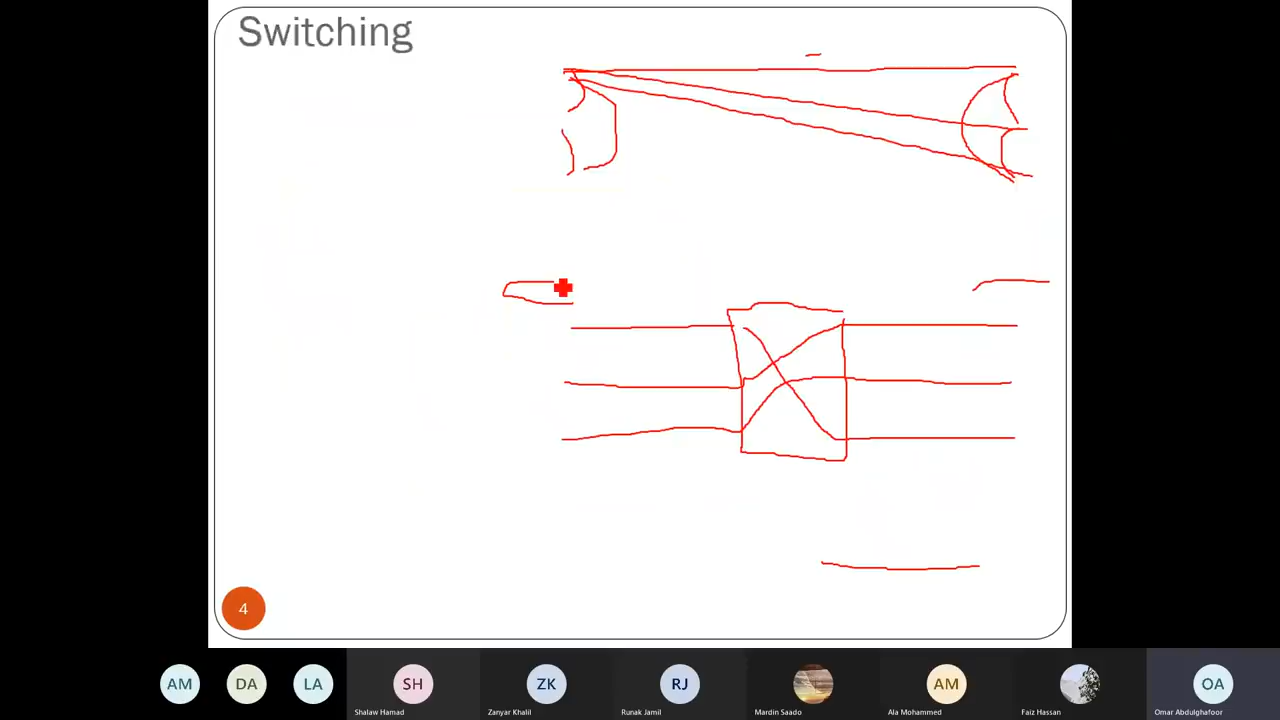 Switching
4
AM
DA
LA
SH
ZK
RJ
AM
OA
Shalaw Hamad
Zanyar Khalil
Runak Jamil
Mardin Saado
Ala Mohammed
Faiz Hassan
Omar Abdulghafoor